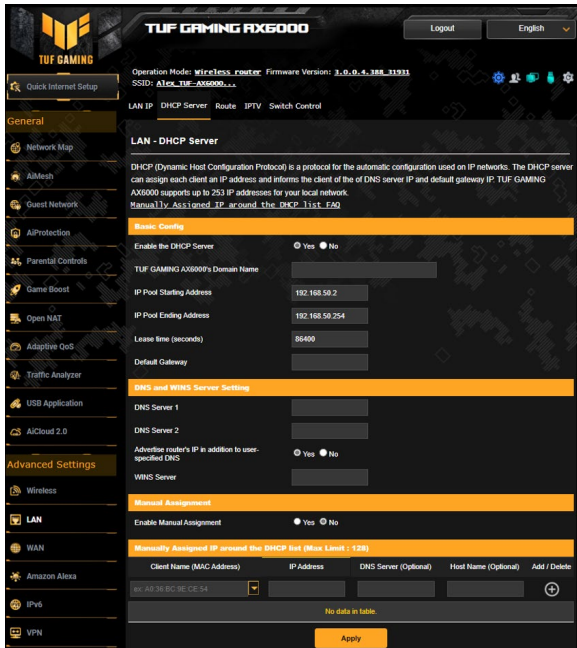 TUF GAMING AX6000
Logout
English
TUF GAMING
Operation Mode: Wireless router Firmware Version: 3.0.0.4.388_31931
SSID: Alex_TUF-AX6000...
Quick Internet Setup
LAN IP DHCP Server Route IPTV Switch Control
General
Network Map
AiMesh
Guest Network
AiProtection
Parental Controls
Game Boost
Open NAT
Adaptive QoS
Traffic Analyzer
USB Application
AiCloud 2.0
Advanced Settings
Wireless
LAN
WAN
Amazon Alexa
IPv6
VPN
LAN - DHCP Server
DHCP (Dynamic Host Configuration Protocol) is a protocol for the automatic configuration used on IP networks. The DHCP server
can assign each client an IP address and informs the client of the of DNS server IP and default gateway IP. TUF GAMING
AX6000 supports up to 253 IP addresses for your local network.
Manually Assigned IP around the DHCP list FAQ
Basic Config
Enable the DHCP Server Yes No
TUF GAMING AX6000's Domain Name
IP Pool Starting Address 192.168.50.2
IP Pool Ending Address 192.168.50.254
Lease time (seconds) 86400
Default Gateway
DNS and WINS Server Setting
DNS Server 1
DNS Server 2
Advertise router's IP in addition to user-
specified DNS Yes No
WINS Server
Manual Assignment
Enable Manual Assignment Yes No
Manually Assigned IP around the DHCP list (Max Limit : 128)
Client Name (MAC Address) IP Address DNS Server (Optional) Host Name (Optional) Add / Delete
ex: A0:36:BC:9E:CE:54
No data in table.
Apply